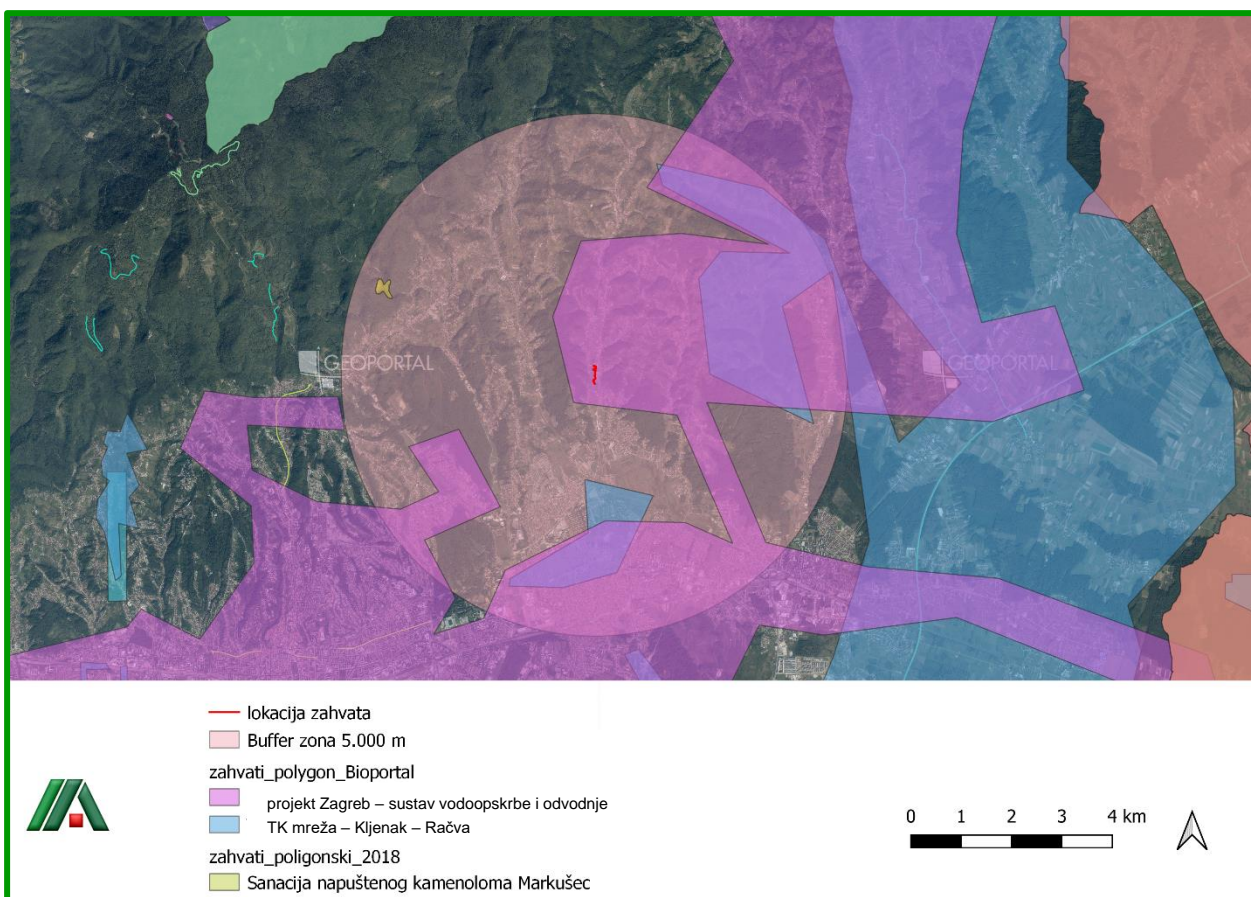 GEOPORTAL
GEOPORTAL
lokacija zahvata
Buffer zona 5.000 m
zahvati_polygon_Bioportal
projekt Zagreb – sustav vodoopskrbe i odvodnje
TK mreža – Kljenak – Račva
zahvati_poligonski_2018
Sanacija napuštenog kamenoloma Markušec
0 1 2 3 4 km